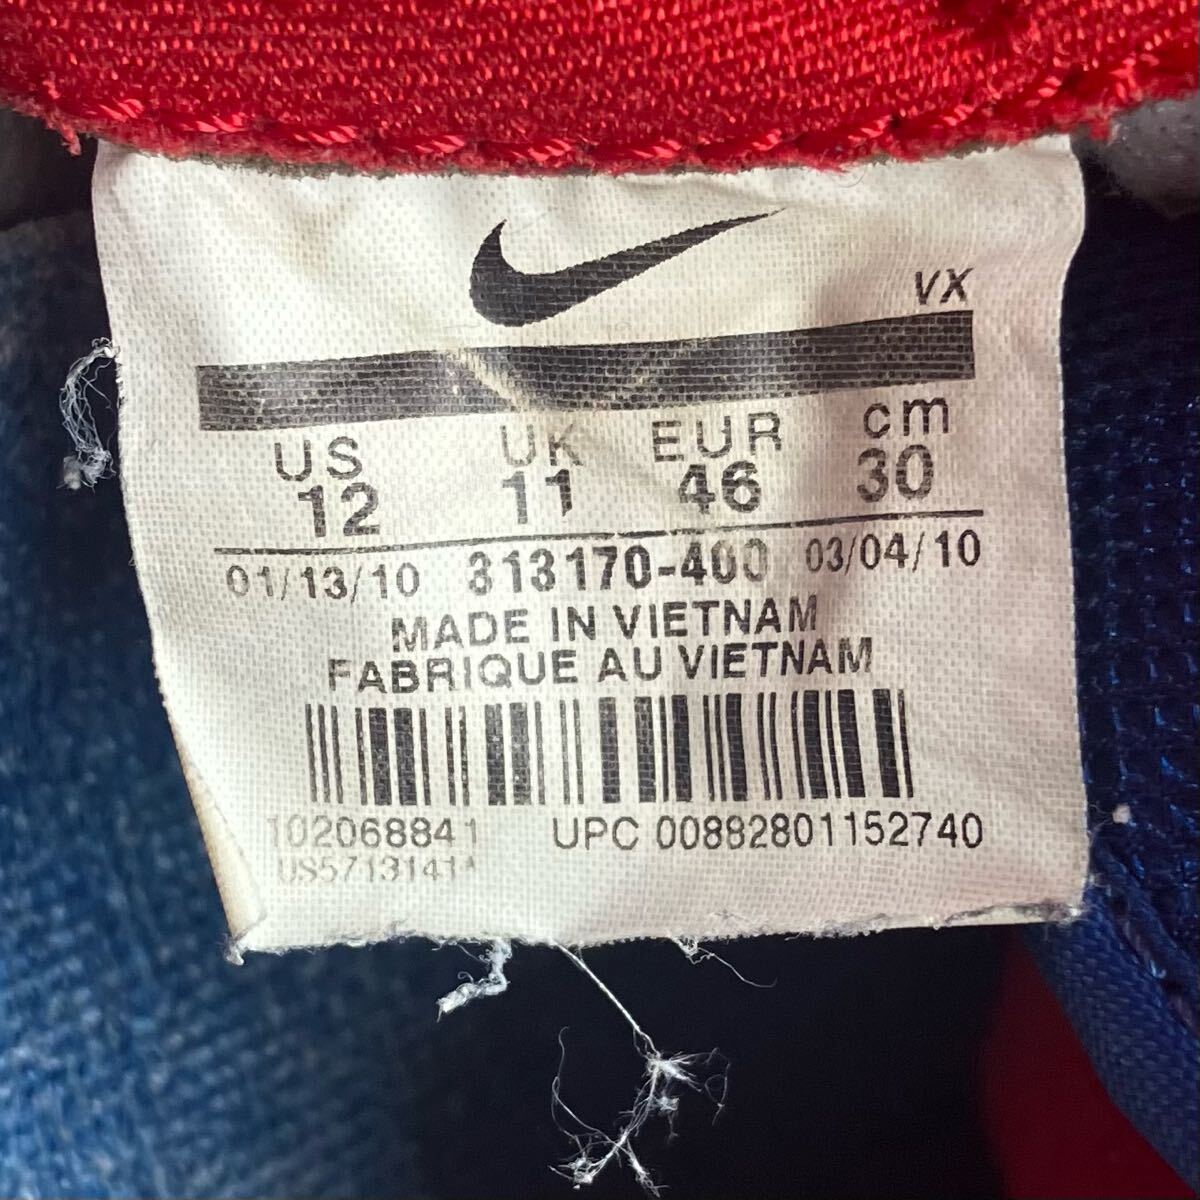 VX
US UK EUR cm
12 11 46 30
01/13/10 313170-400 03/04/10
MADE IN VIETNAM
FABRIQUE AU VIETNAM
102068841 UPC 00882801152740
US5713141A